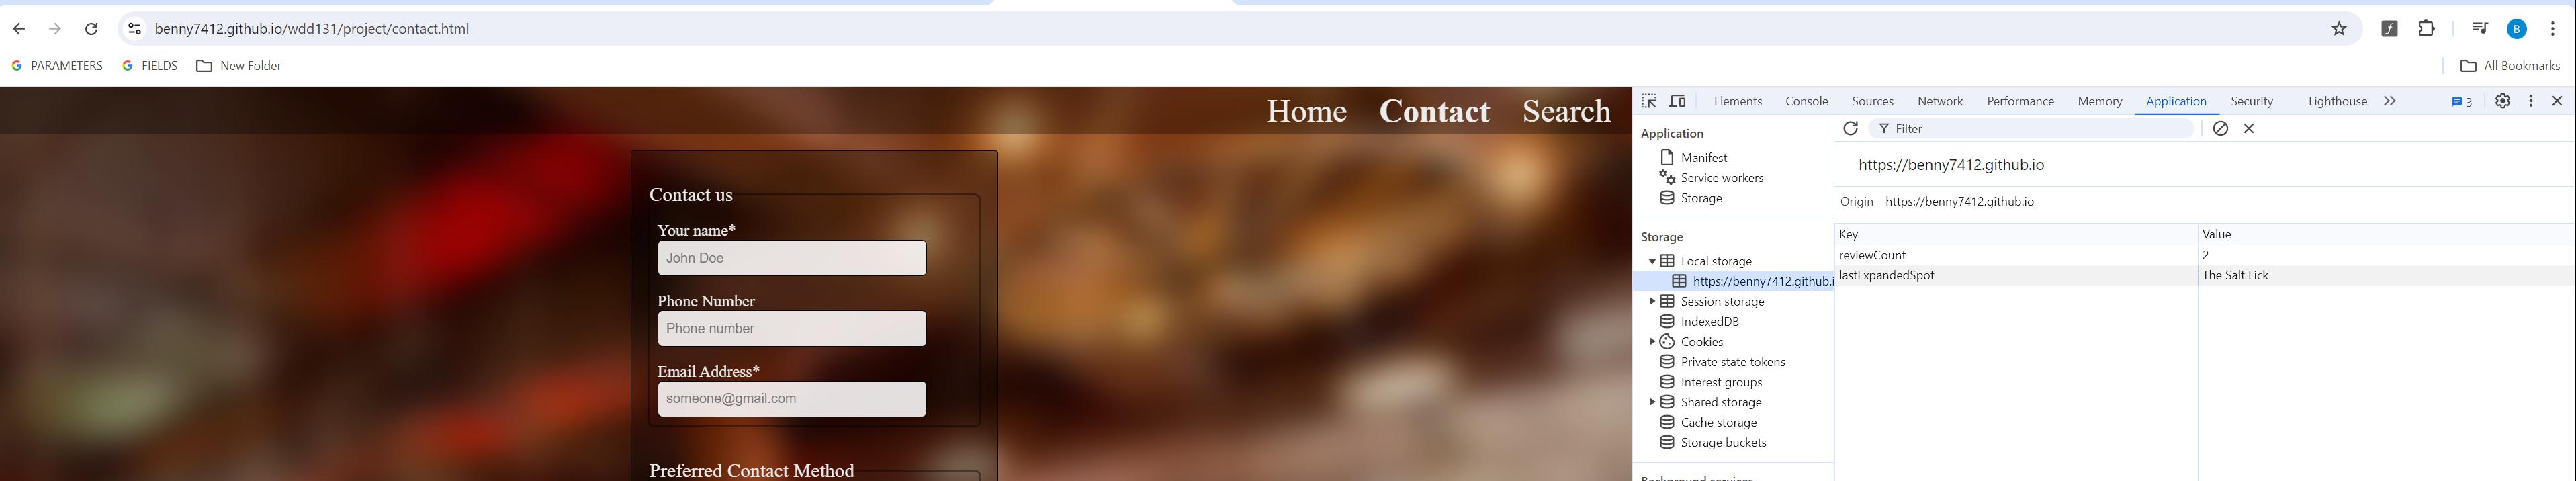 benny7412.github.io/wdd131/project/contact.html
B
PARAMETERS FIELDS New Folder All Bookmarks
Home Contact Search
Contact us
Your name*
John Doe
Phone Number
Phone number
Email Address*
someone@gmail.com
Preferred Contact Method
Elements Console Sources Network Performance Memory Application Security Lighthouse 3
Application
Manifest
Service workers
Storage
Storage
Local storage
https://benny7412.github.i
Session storage
IndexedDB
Cookies
Private state tokens
Interest groups
Shared storage
Cache storage
Storage buckets
Background services
Filter
https://benny7412.github.io
Origin https://benny7412.github.io
Key Value
reviewCount 2
lastExpandedSpot The Salt Lick